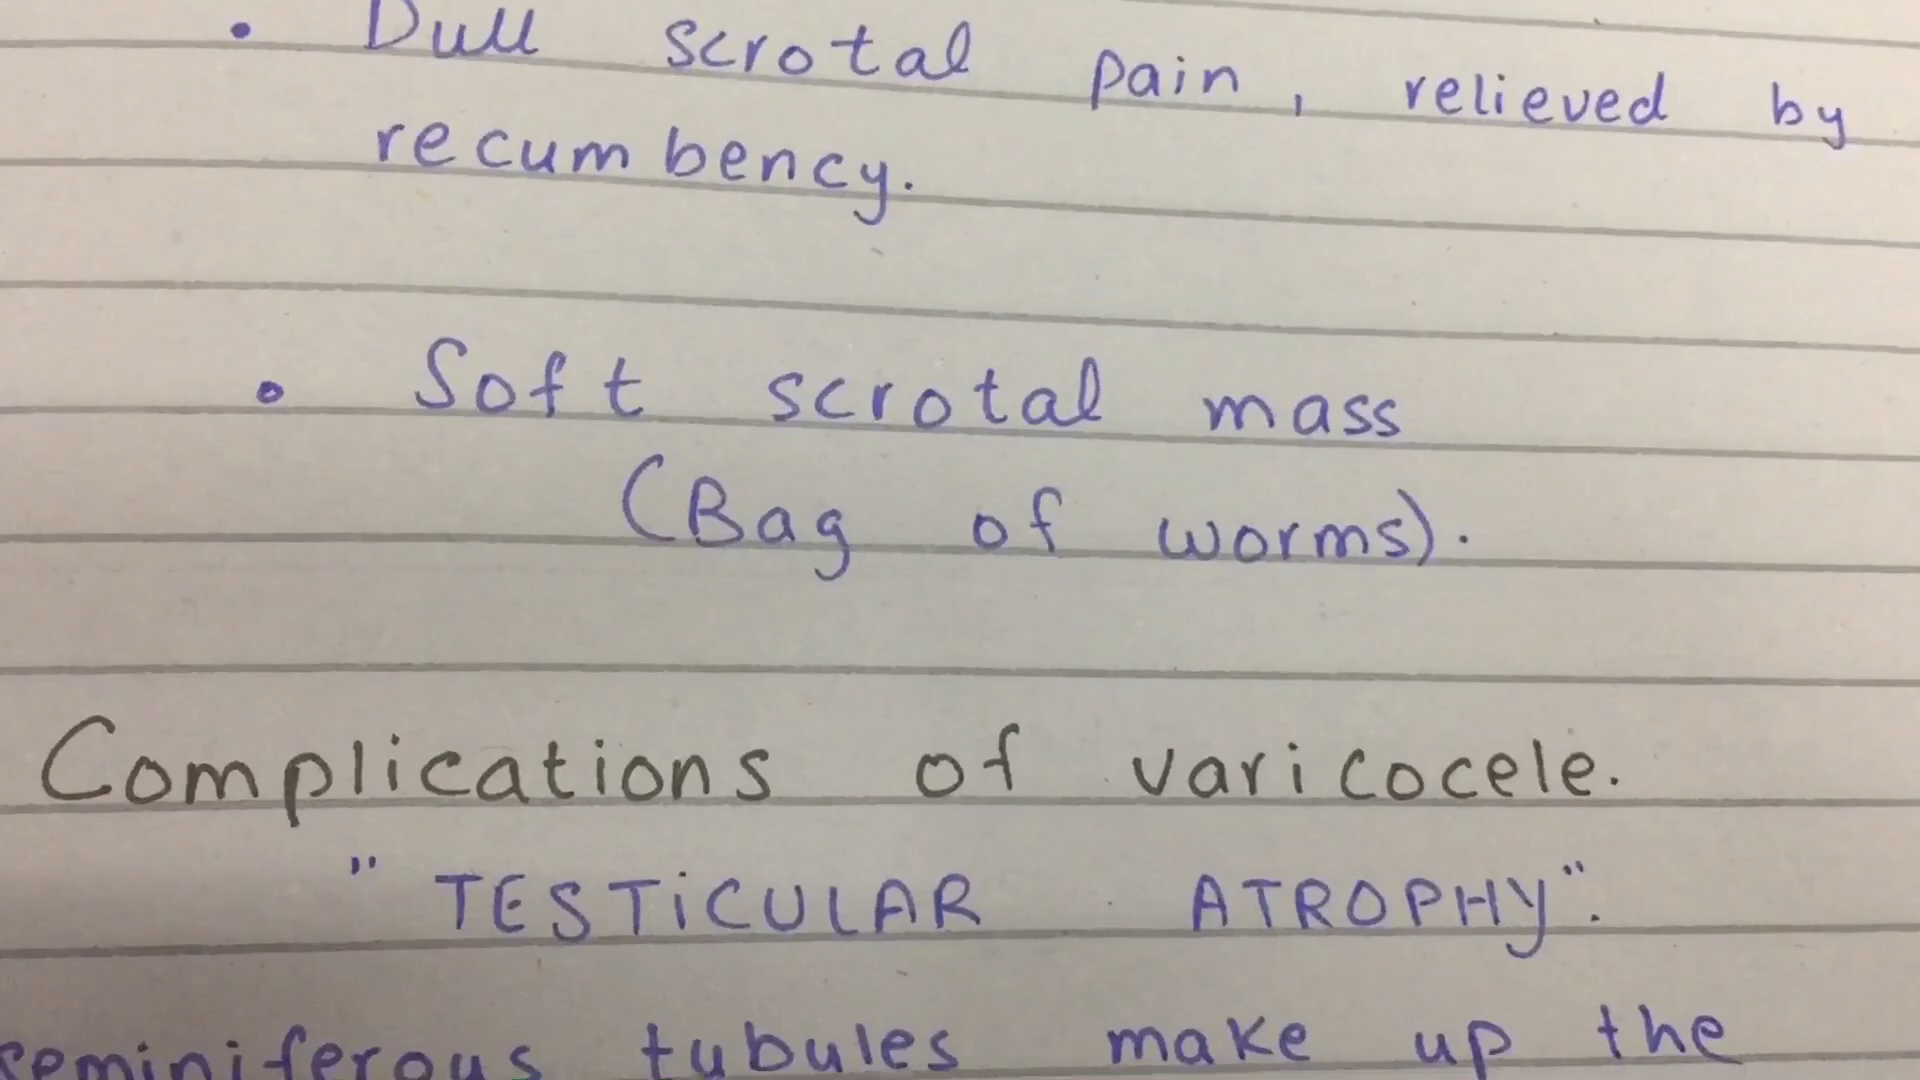 • Dull scrotal pain, relieved by
recumbency.
• Soft scrotal mass
(Bag of worms).
Complications of varicocele.
"TESTiCULAR ATROPHY".
seminiferous tubules make up the